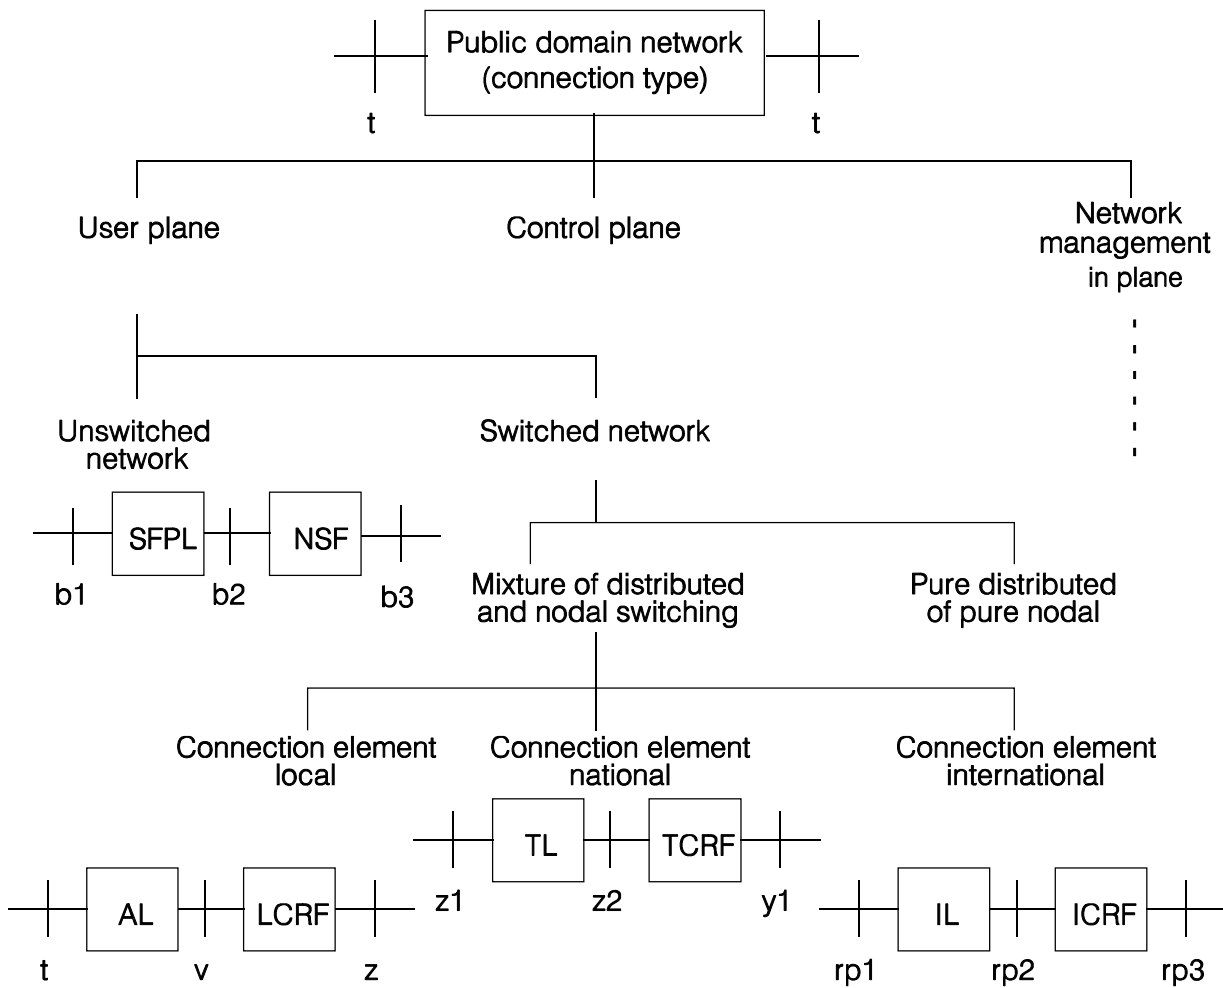 Public domain network
(connection type)
t
t
User plane
Control plane
Network
management
in plane
Unswitched
network
Switched network
SFPL
NSF
b1
b2
b3
Mixture of distributed
and nodal switching
Pure distributed
of pure nodal
Connection element
local
Connection element
national
Connection element
international
TL
TCRF
z1
z2
y1
AL
LCRF
t
v
z
IL
ICRF
rp1
rp2
rp3